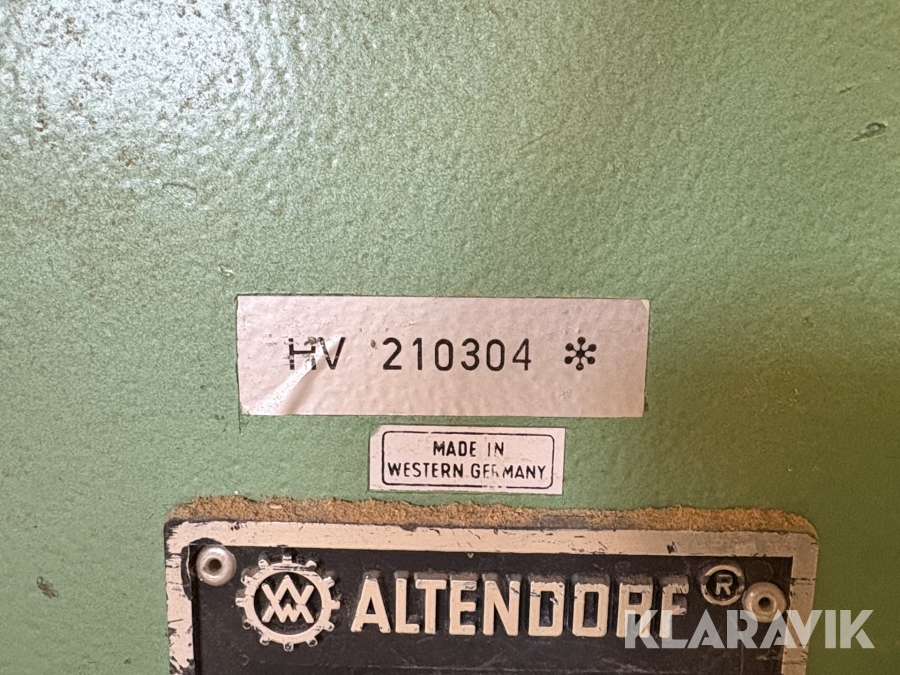 HV 210304 *
MADE IN
WESTERN GERMANY
ALTENDORF ®
KLARAVIK